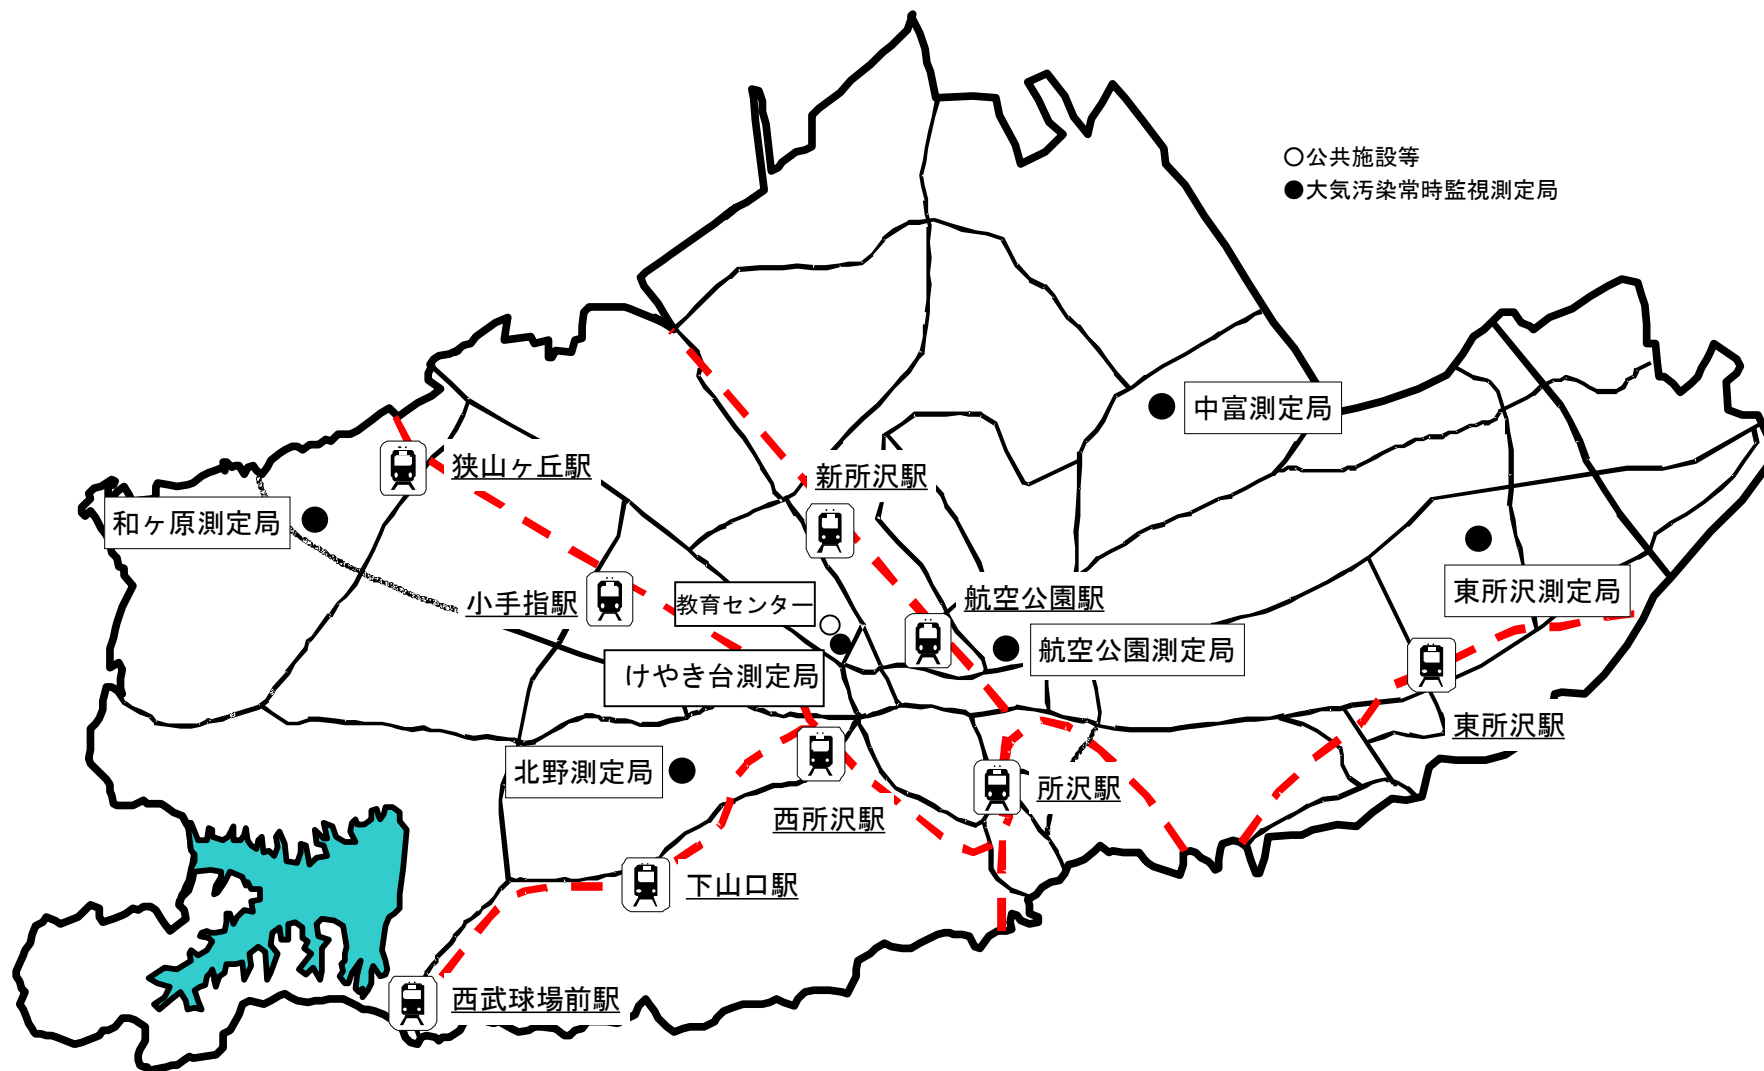 ○公共施設等
●大気汚染常時監視測定局
中富測定局
狭山ヶ丘駅
新所沢駅
和ヶ原測定局
東所沢測定局
小手指駅
教育センター
航空公園駅
航空公園測定局
けやき台測定局
東所沢駅
北野測定局
所沢駅
西所沢駅
下山口駅
西武球場前駅